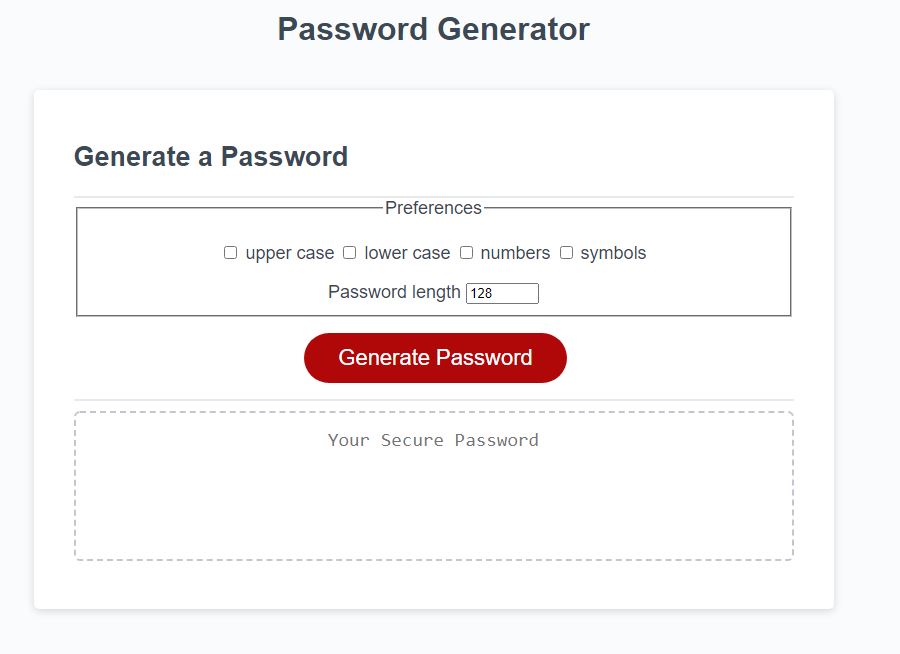 Password Generator
Generate a Password
Preferences
upper case lower case numbers symbols
Password length 128
Generate Password
Your Secure Password